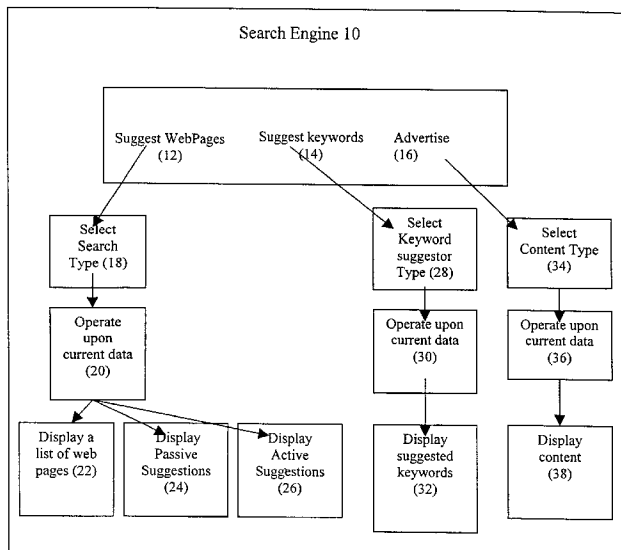 Search Engine 10
Suggest WebPages
(12)
Suggest keywords
(14)
Advertise
(16)
Select
Search
Type (18)
Select
Keyword
suggestor
Type (28)
Select
Content Type
(34)
Operate
upon
current data
(20)
Operate upon
current data
(30)
Operate upon
current data
(36)
Display a
list of web
pages (22)
Display
Passive
Suggestions
(24)
Display
Active
Suggestions
(26)
Display
suggested
keywords
(32)
Display
content
(38)